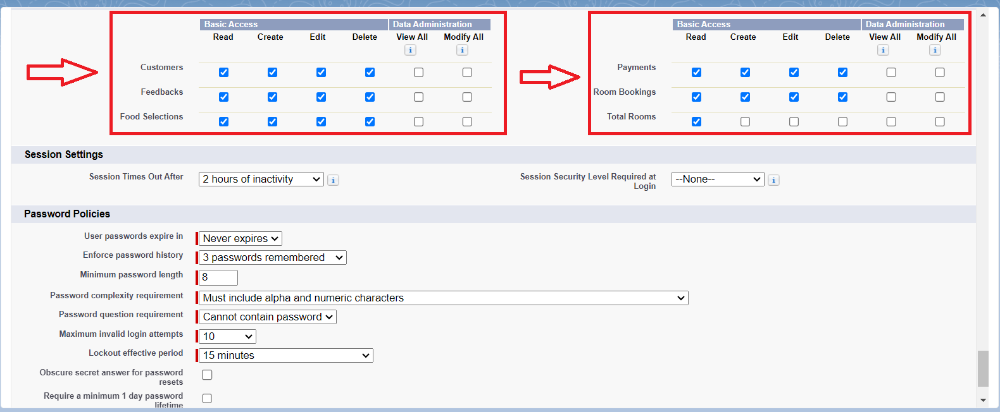 Basic Access Data Administration
Read Create Edit Delete View All Modify All
i i
Customers
Feedbacks
Food Selections
Basic Access Data Administration
Read Create Edit Delete View All Modify All
i i
Payments
Room Bookings
Total Rooms
Session Settings
Session Times Out After 2 hours of inactivity i
Session Security Level Required at
Login
--None-- i
Password Policies
User passwords expire in Never expires
Enforce password history 3 passwords remembered
Minimum password length 8
Password complexity requirement Must include alpha and numeric characters
Password question requirement Cannot contain password
Maximum invalid login attempts 10
Lockout effective period 15 minutes
Obscure secret answer for password
resets
Require a minimum 1 day password
lifetime